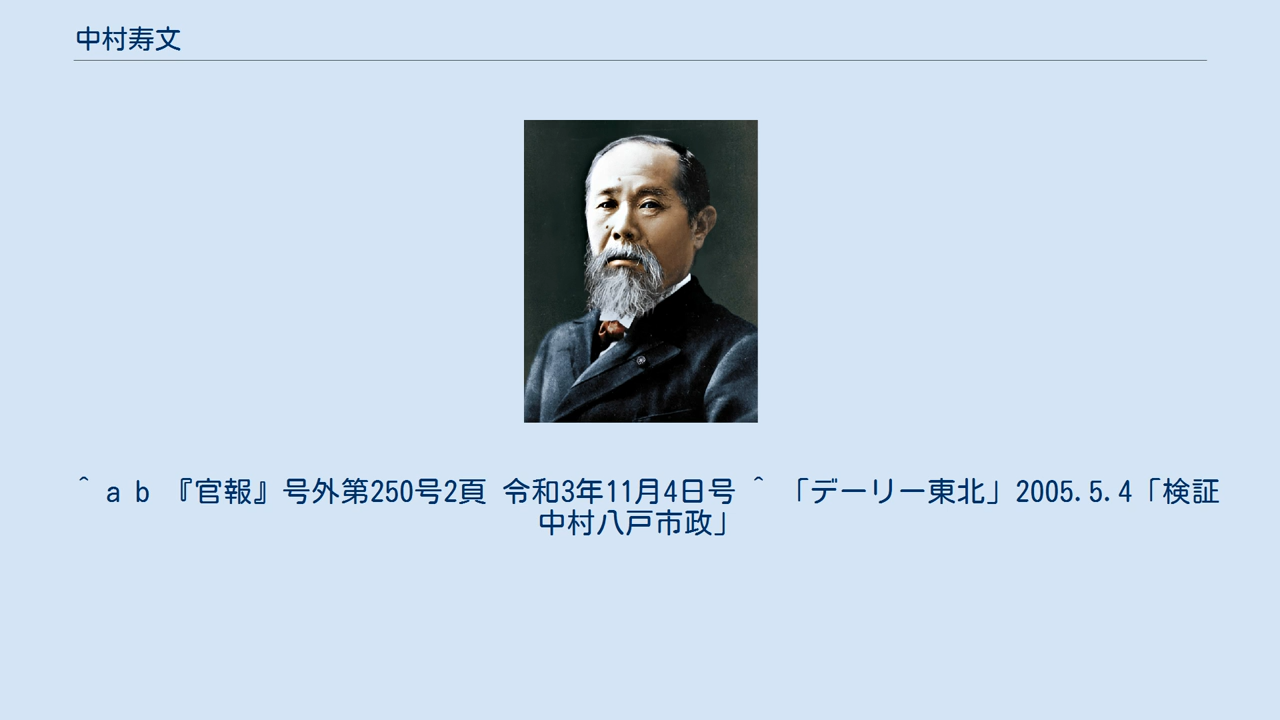 中村寿文
^ a b 『官報』号外第250号2頁 令和3年11月4日号 ^ 「デーリー東北」2005.5.4「検証
中村八戸市政」